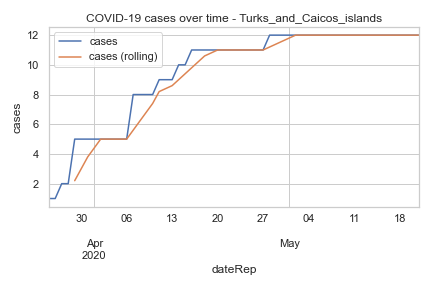 COVID-19 cases over time - Turks_and_Caicos_islands
cases
cases (rolling)
12
10
8
6
4
2
cases
30 06 13 20 27 04 11 18
Apr May
2020
dateRep